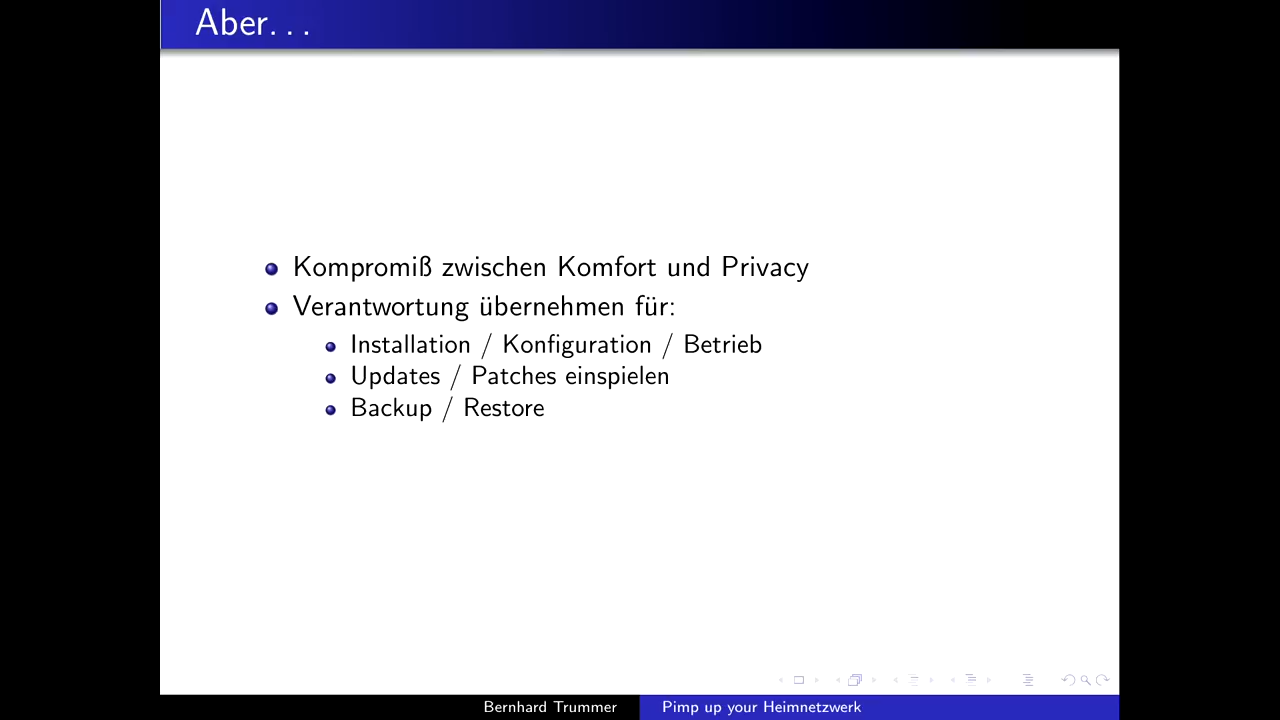 Aber...
Kompromiß zwischen Komfort und Privacy
Verantwortung übernehmen für:
Installation / Konfiguration / Betrieb
Updates / Patches einspielen
Backup / Restore
Bernhard Trummer
Pimp up your Heimnetzwerk